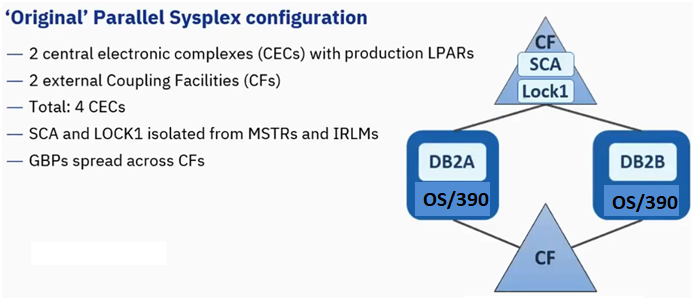 ‘Original’ Parallel Sysplex configuration
— 2 central electronic complexes (CECs) with production LPARs
— 2 external Coupling Facilities (CFs)
— Total: 4 CECs
— SCA and LOCK1 isolated from MSTRs and IRLMs
— GBPs spread across CFs
CF
SCA
Lock1
DB2A
OS/390
DB2B
OS/390
CF